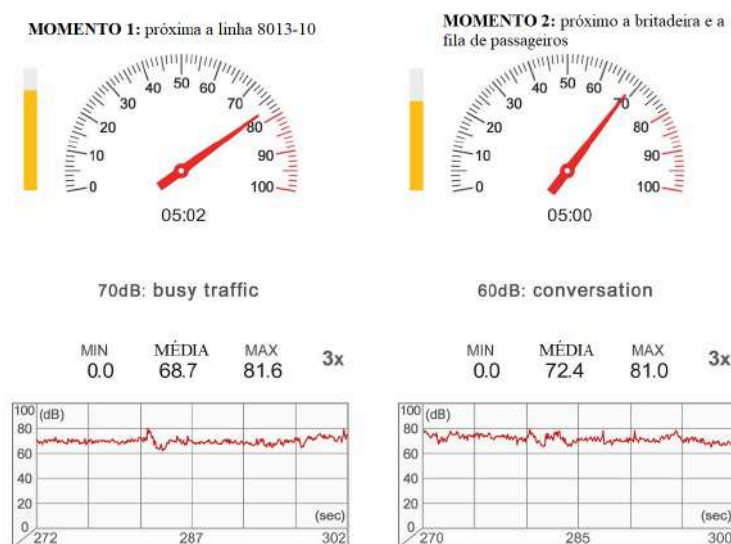 MOMENTO 1: próxima a linha 8013-10
0
10
20
30
40
50
60
70
80
90
100
05:02
70dB: busy traffic
MIN MÉDIA MAX
0.0 68.7 81.6 3x
100 (dB)
80
60
40
20
0 (sec)
272 287 302
MOMENTO 2: próximo a britadeira e a
fila de passageiros
0
10
20
30
40
50
60
70
80
90
100
05:00
60dB: conversation
MIN MÉDIA MAX
0.0 72.4 81.0 3x
100 (dB)
80
60
40
20
0 (sec)
270 285 300